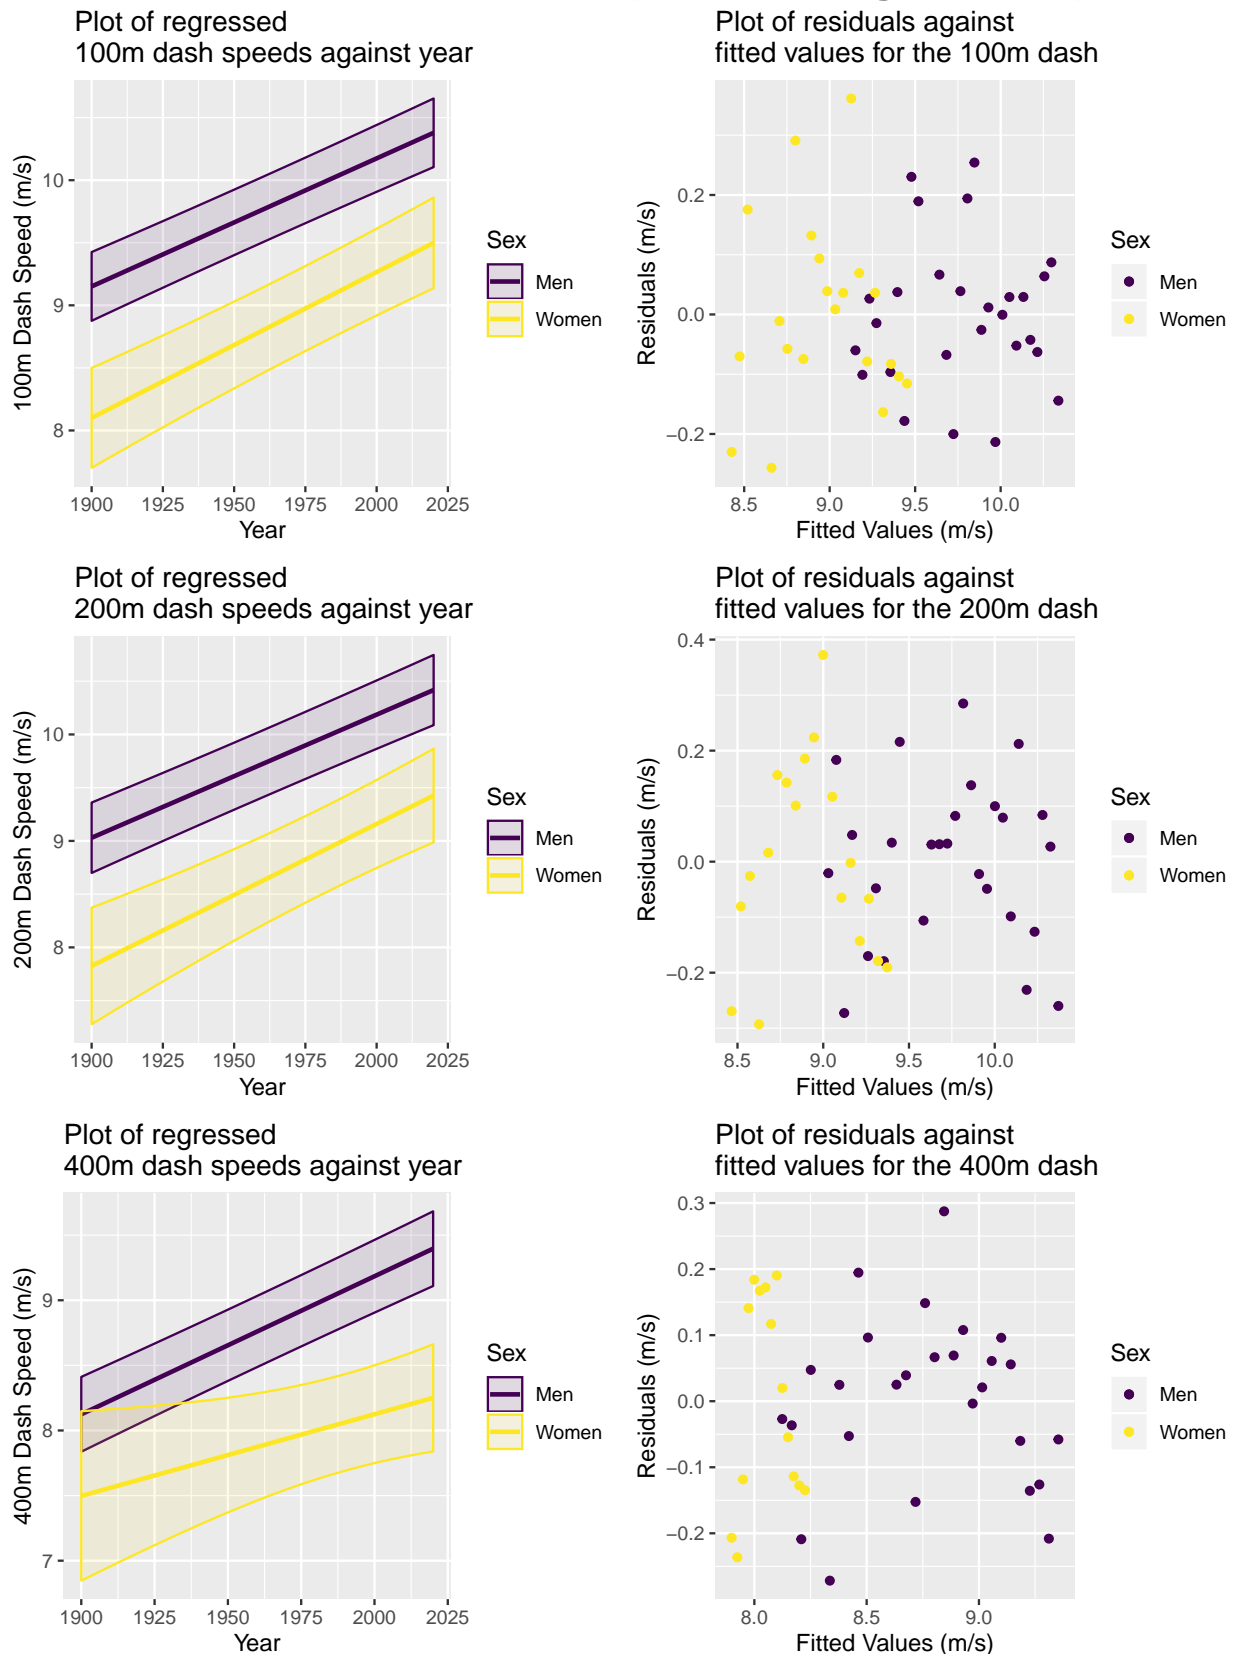 Plot of regressed
100m dash speeds against year
100m Dash Speed (m/s)
10
9
8
1900 1925 1950 1975 2000 2025
Year
Sex
Men
Women
Plot of residuals against
fitted values for the 100m dash
Residuals (m/s)
0.2
0.0
−0.2
8.5 9.0 9.5 10.0
Fitted Values (m/s)
Sex
Men
Women
Plot of regressed
200m dash speeds against year
200m Dash Speed (m/s)
10
9
8
1900 1925 1950 1975 2000 2025
Year
Sex
Men
Women
Plot of residuals against
fitted values for the 200m dash
Residuals (m/s)
0.4
0.2
0.0
−0.2
8.5 9.0 9.5 10.0
Fitted Values (m/s)
Sex
Men
Women
Plot of regressed
400m dash speeds against year
400m Dash Speed (m/s)
9
8
7
1900 1925 1950 1975 2000 2025
Year
Sex
Men
Women
Plot of residuals against
fitted values for the 400m dash
Residuals (m/s)
0.3
0.2
0.1
0.0
−0.1
−0.2
8.0 8.5 9.0
Fitted Values (m/s)
Sex
Men
Women